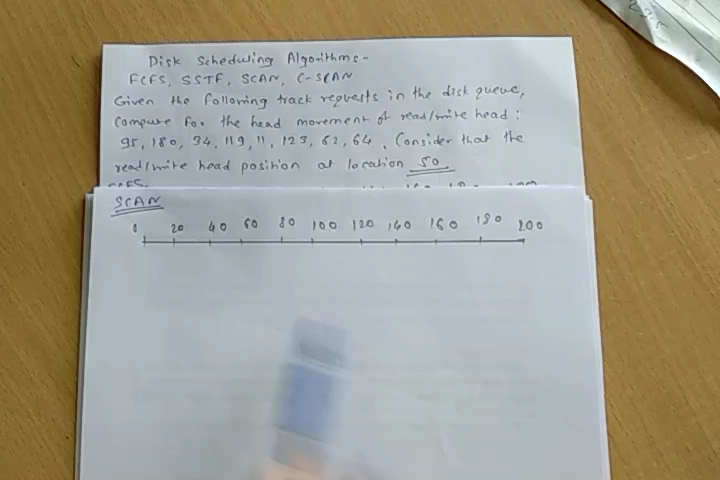 Disk Scheduling Algorithms-
FCFS, SSTF, SCAN, C-SCAN
Given the following track requests in the disk queue,
compute for the head movement of read/write head:
95, 180, 34, 119, 11, 123, 62, 64. Consider that the
read/write head position at location 50
SCAN
0 20 40 60 80 100 120 140 160 180 200